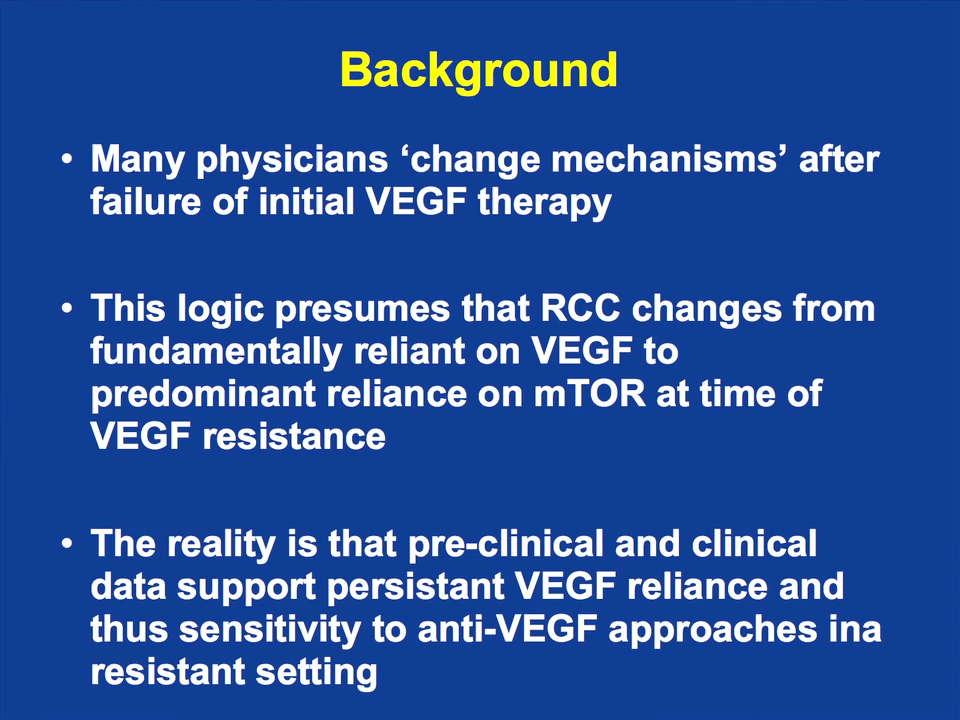 Background
• Many physicians ‘change mechanisms’ after
failure of initial VEGF therapy
• This logic presumes that RCC changes from
fundamentally reliant on VEGF to
predominant reliance on mTOR at time of
VEGF resistance
• The reality is that pre-clinical and clinical
data support persistant VEGF reliance and
thus sensitivity to anti-VEGF approaches ina
resistant setting